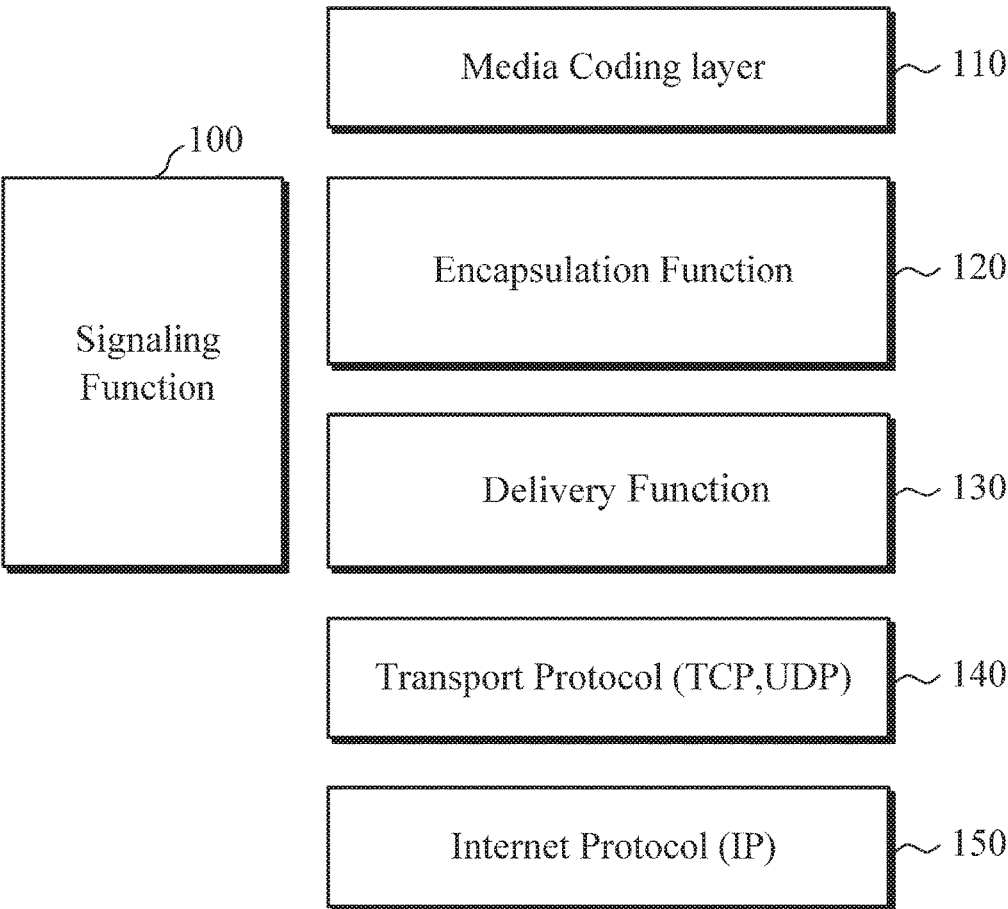 Media Coding layer
110
100
Signaling
Function
Encapsulation Function
120
Delivery Function
130
Transport Protocol (TCP,UDP)
140
Internet Protocol (IP)
150